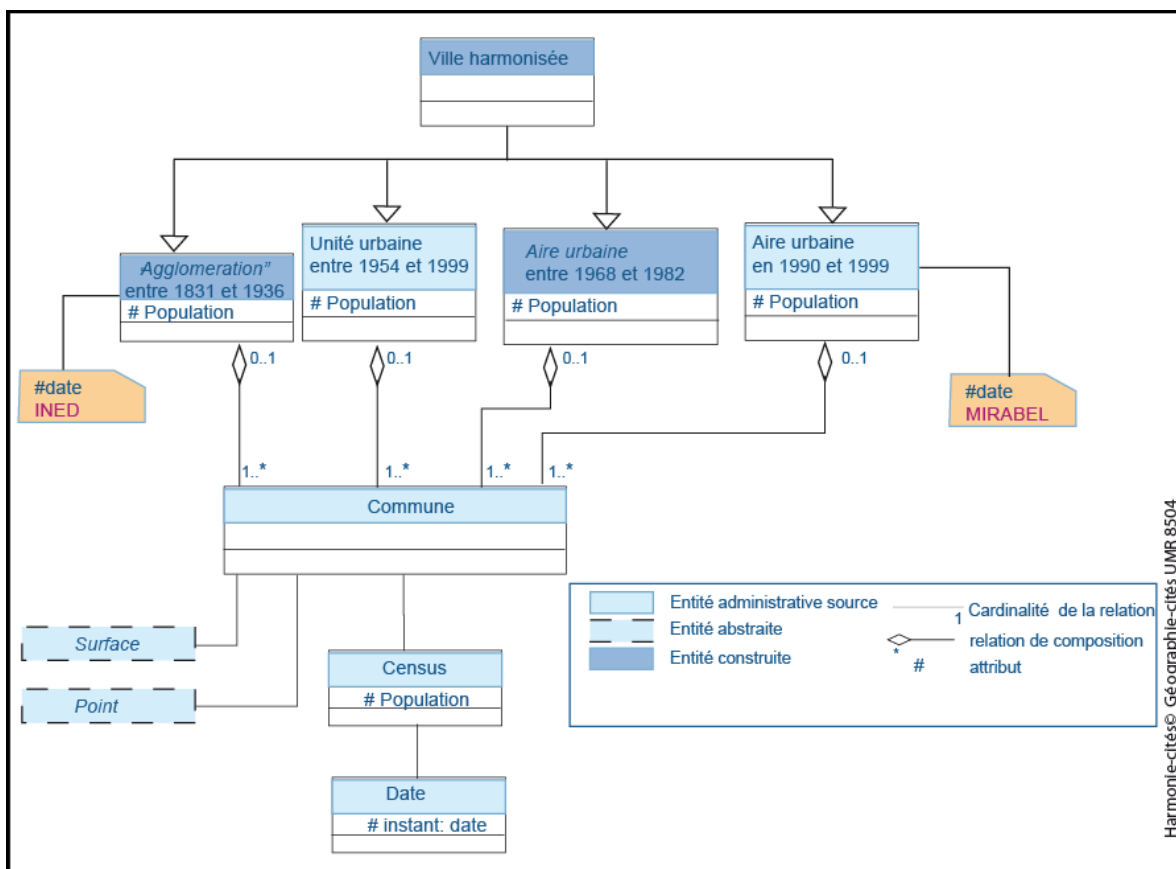 Ville harmonisée
Agglomeration”
entre 1831 et 1936
# Population
Unité urbaine
entre 1954 et 1999
# Population
Aire urbaine
entre 1968 et 1982
# Population
Aire urbaine
en 1990 et 1999
# Population
0..1
0..1
0..1
0..1
#date
INED
#date
MIRABEL
1..*
1..*
1..*
1..*
Commune
Surface
Point
Census
# Population
Date
# instant: date
Entité administrative source
Entité abstraite
Entité construite
1
Cardinalité de la relation
*
relation de composition
#
attribut
Harmonie-cités© Géographie-cités UMR 8504